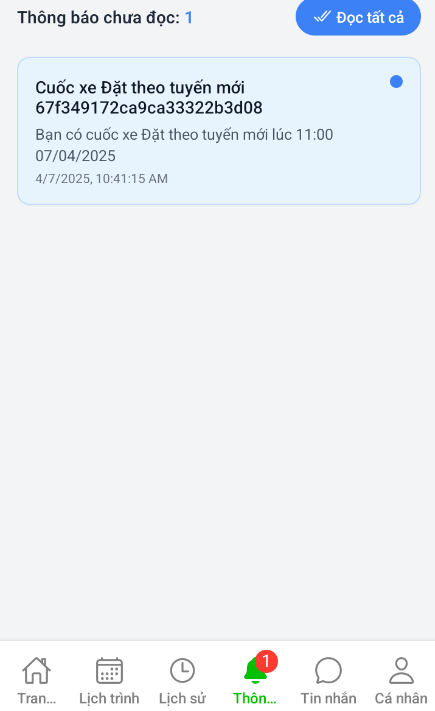 Thông báo chưa đọc: 1
Đọc tất cả
Cuốc xe Đặt theo tuyến mới
67f349172ca9ca33322b3d08
Bạn có cuốc xe Đặt theo tuyến mới lúc 11:00
07/04/2025
4/7/2025, 10:41:15 AM
1
Tran... Lịch trình Lịch sử Thôn... Tin nhắn Cá nhân